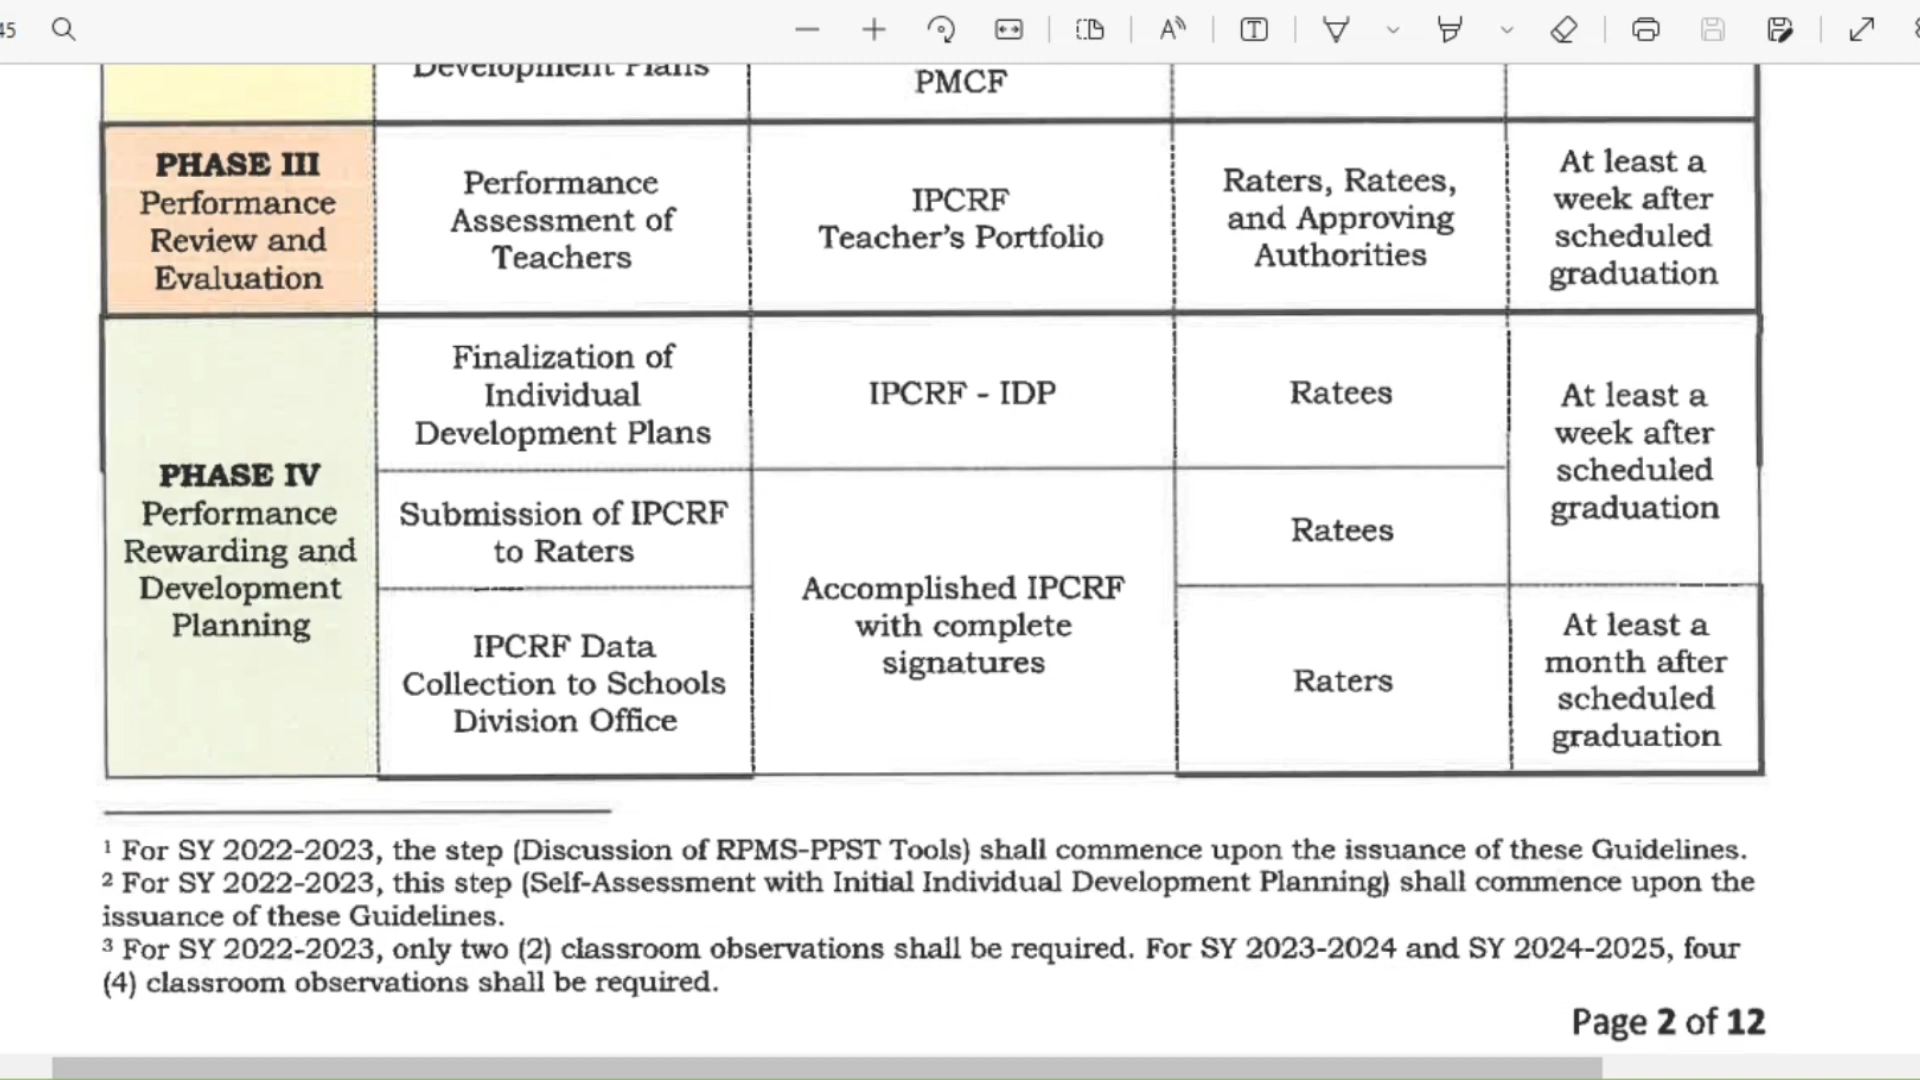 45
Development Plans
PMCF
PHASE III
Performance
Review and
Evaluation
Performance
Assessment of
Teachers
IPCRF
Teacher's Portfolio
Raters, Ratees,
and Approving
Authorities
At least a
week after
scheduled
graduation
PHASE IV
Performance
Rewarding and
Development
Planning
Finalization of
Individual
Development Plans
IPCRF - IDP
Ratees
At least a
week after
scheduled
graduation
Submission of IPCRF
to Raters
Accomplished IPCRF
with complete
signatures
Ratees
IPCRF Data
Collection to Schools
Division Office
Raters
At least a
month after
scheduled
graduation
¹ For SY 2022-2023, the step (Discussion of RPMS-PPST Tools) shall commence upon the issuance of these Guidelines.
² For SY 2022-2023, this step (Self-Assessment with Initial Individual Development Planning) shall commence upon the
issuance of these Guidelines.
³ For SY 2022-2023, only two (2) classroom observations shall be required. For SY 2023-2024 and SY 2024-2025, four
(4) classroom observations shall be required.
Page 2 of 12